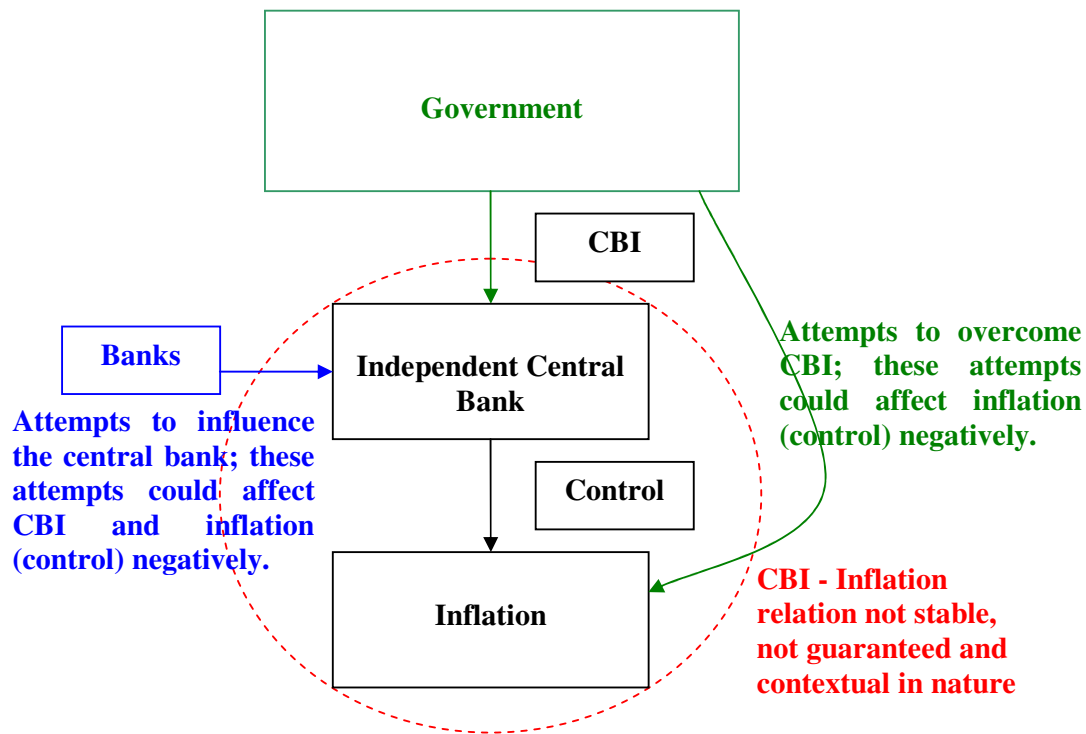 Government
CBI
Banks
Independent Central
Bank
Attempts to overcome
CBI; these attempts
could affect inflation
(control) negatively.
Attempts to influence
the central bank; these
attempts could affect
CBI and inflation
(control) negatively.
Control
Inflation
CBI - Inflation
relation not stable,
not guaranteed and
contextual in nature